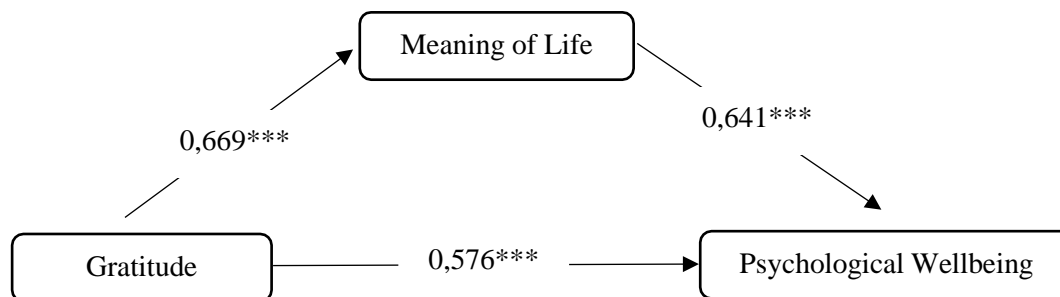 Meaning of Life
0,669***
0,641***
Gratitude
0,576***
Psychological Wellbeing